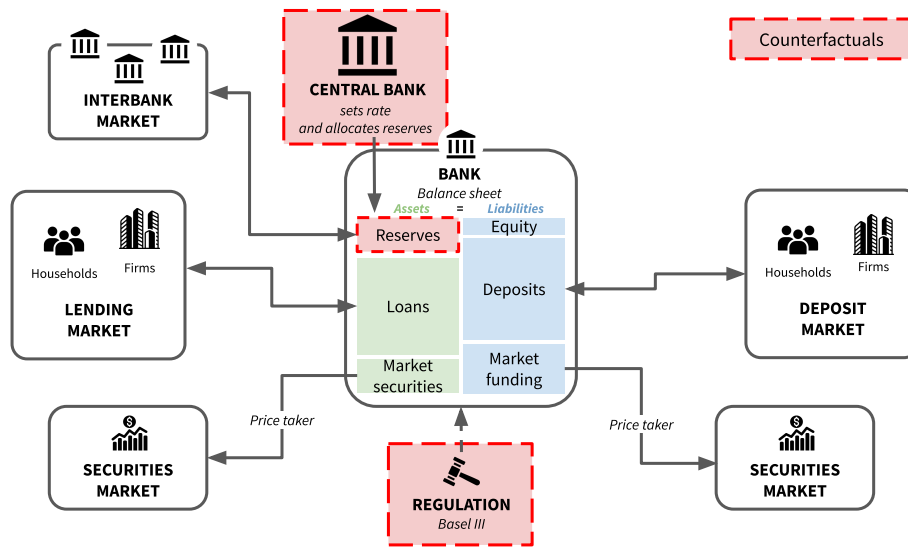 Counterfactuals
INTERBANK
MARKET
CENTRAL BANK
sets rate
and allocates reserves
BANK
Balance sheet
Assets = Liabilities
Reserves
Equity
Loans
Deposits
Market
securities
Market
funding
Households
Firms
LENDING
MARKET
Households
Firms
DEPOSIT
MARKET
Price taker
Price taker
SECURITIES
MARKET
REGULATION
Basel III
SECURITIES
MARKET